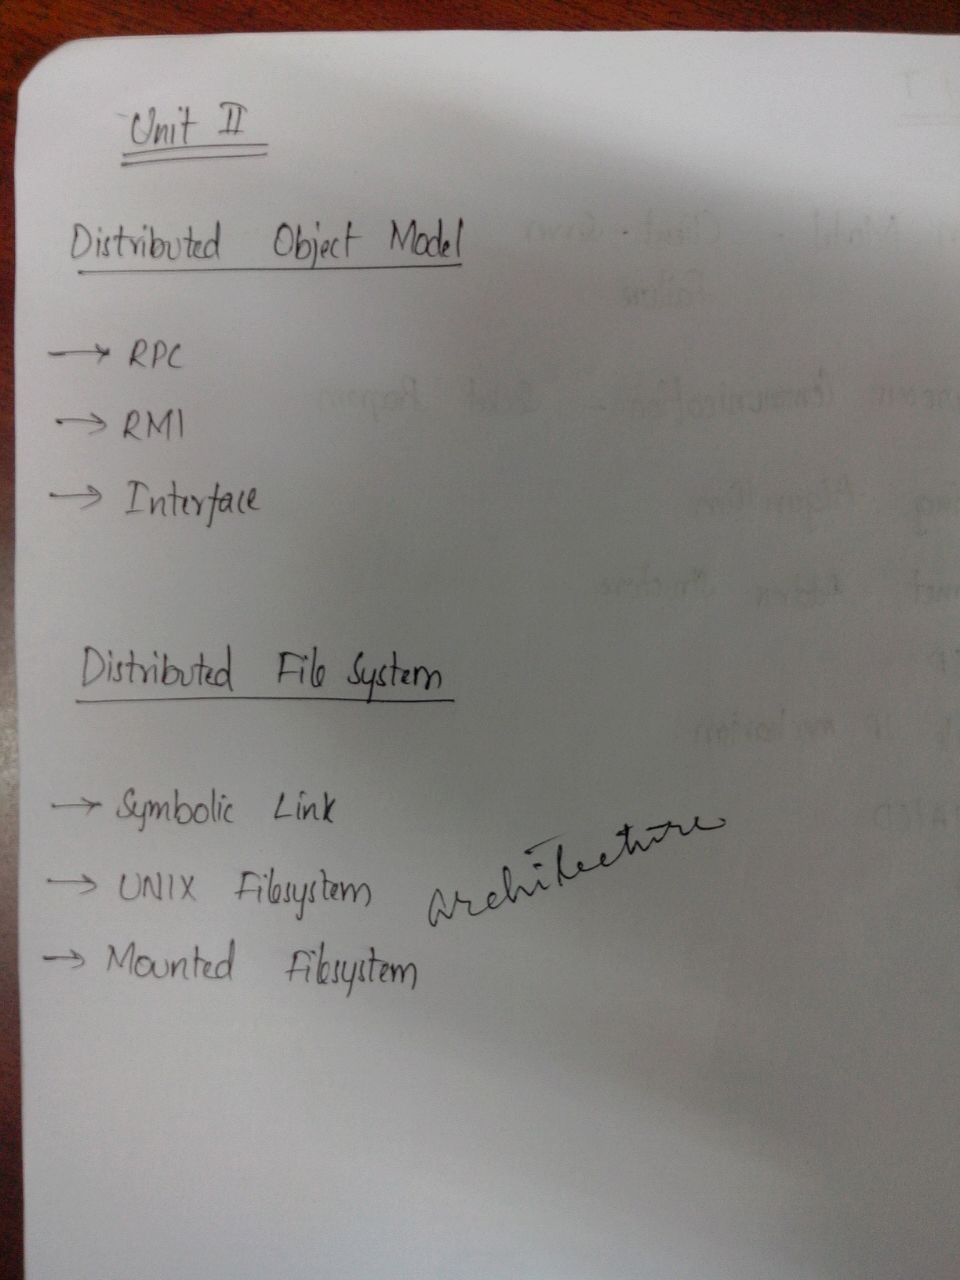 Unit II
Distributed Object Model
→ RPC
→ RMI
→ Interface
Distributed File System
→ Symbolic Link
→ UNIX Filesystem architecture
→ Mounted Filesystem